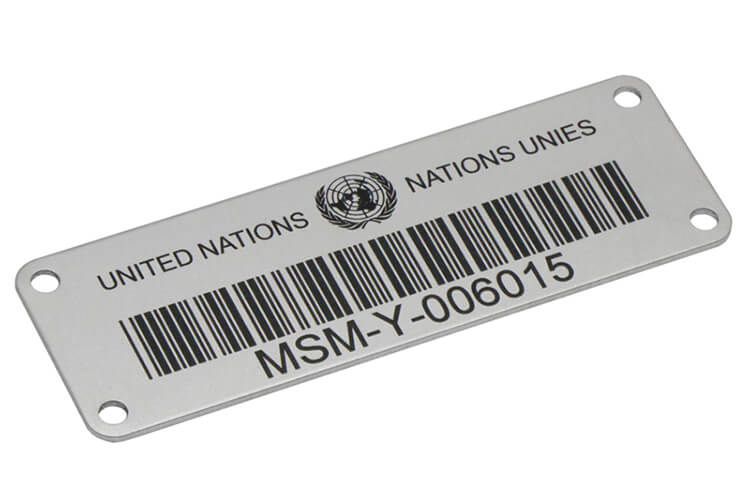 UNITED NATIONS NATIONS UNIES
MSM-Y-006015